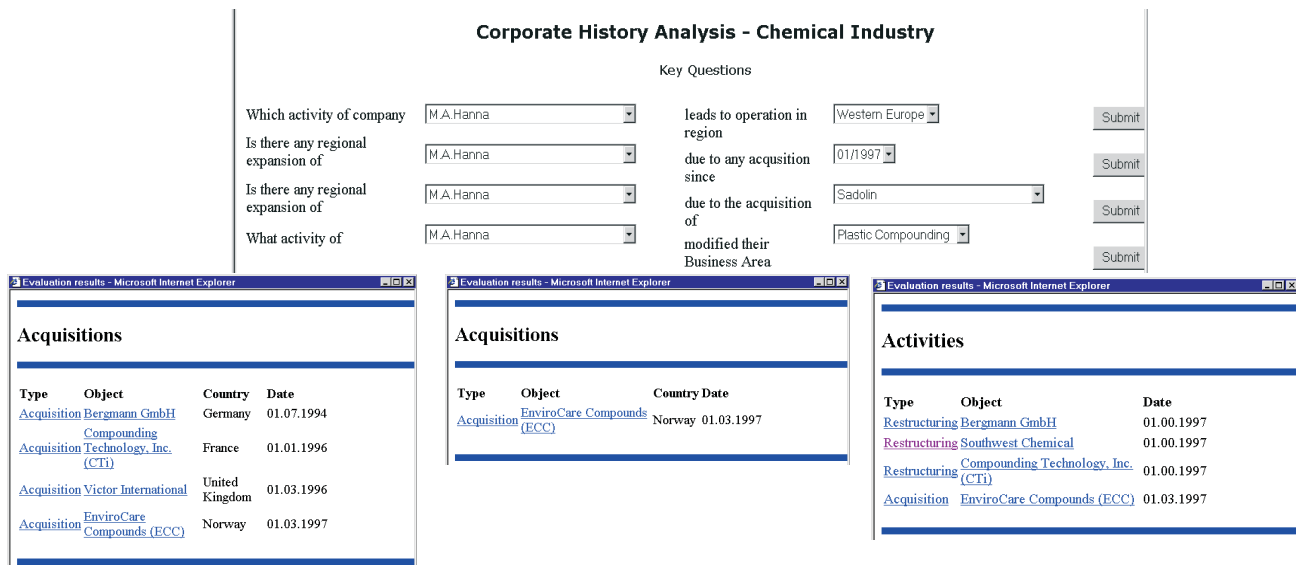 Corporate History Analysis - Chemical Industry
Key Questions
Which activity of company M.A.Hanna leads to operation in region Western Europe Submit
Is there any regional expansion of M.A.Hanna due to any acqusition since 01/1997 Submit
Is there any regional expansion of M.A.Hanna due to the acquisition of Sadolin Submit
What activity of M.A.Hanna modified their Business Area Plastic Compounding Submit
Evaluation results - Microsoft Internet Explorer
Acquisitions
Type Object Country Date
Acquisition Bergmann GmbH Germany 01.07.1994
Acquisition Compounding Technology, Inc. (CTi) France 01.01.1996
Acquisition Victor International United Kingdom 01.03.1996
Acquisition EnviroCare Compounds (ECC) Norway 01.03.1997
Evaluation results - Microsoft Internet Explorer
Acquisitions
Type Object Country Date
Acquisition EnviroCare Compounds (ECC) Norway 01.03.1997
Evaluation results - Microsoft Internet Explorer
Activities
Type Object Date
Restructuring Bergmann GmbH 01.00.1997
Restructuring Southwest Chemical 01.00.1997
Restructuring Compounding Technology, Inc. (CTi) 01.00.1997
Acquisition EnviroCare Compounds (ECC) 01.03.1997